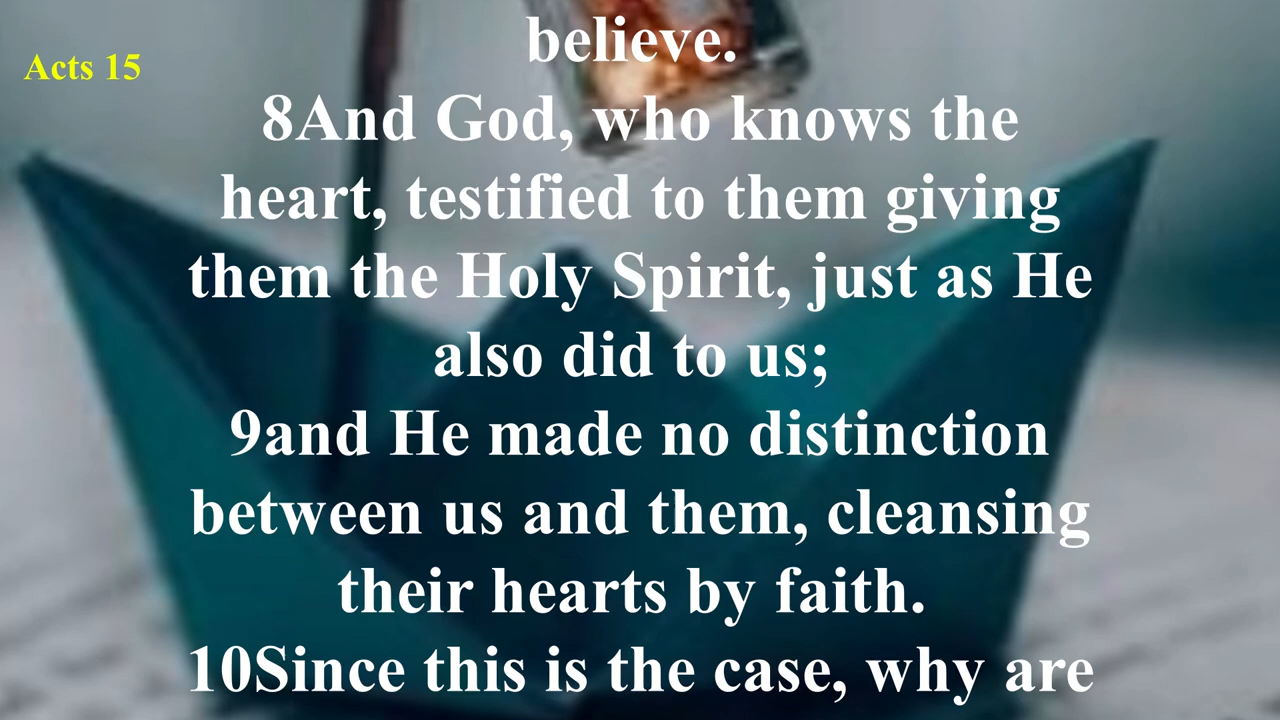 believe.
Acts 15
8And God, who knows the
heart, testified to them giving
them the Holy Spirit, just as He
also did to us;
9and He made no distinction
between us and them, cleansing
their hearts by faith.
10Since this is the case, why are